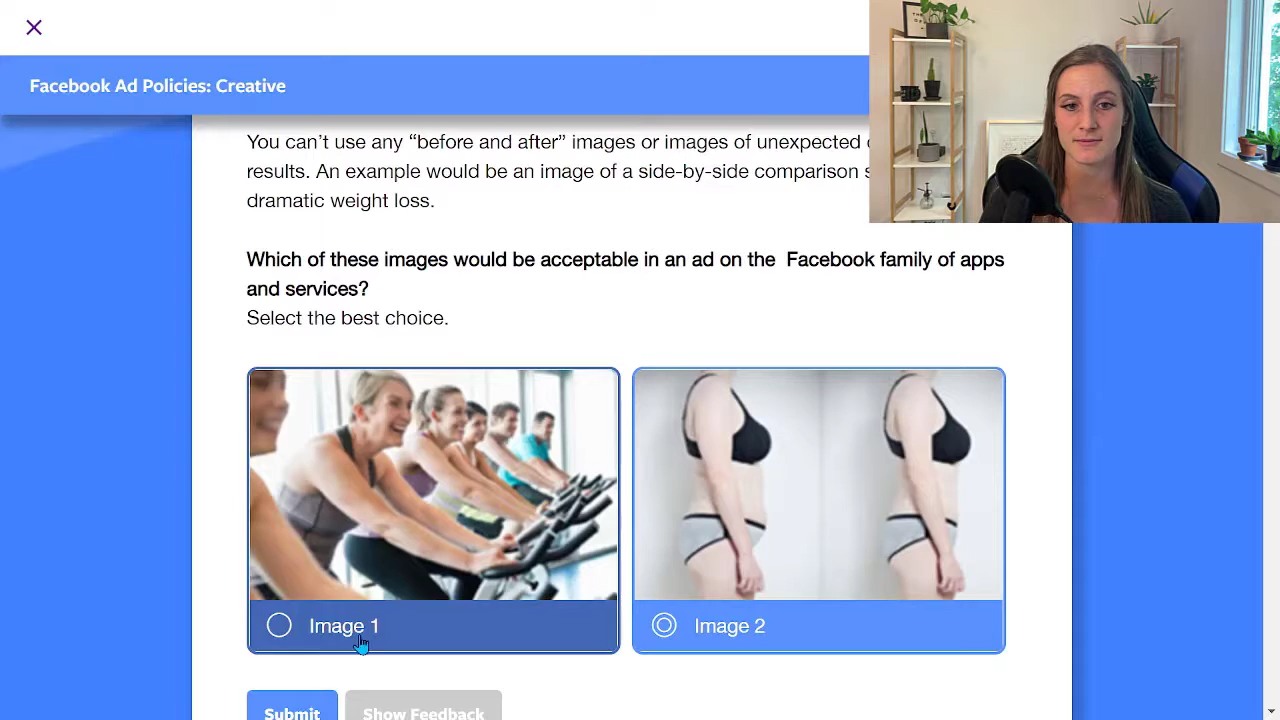 Facebook Ad Policies: Creative
You can't use any “before and after” images or images of unexpected
results. An example would be an image of a side-by-side comparison
dramatic weight loss.
Which of these images would be acceptable in an ad on the Facebook family of apps
and services?
Select the best choice.
Image 1
Image 2
Submit
Show Feedback